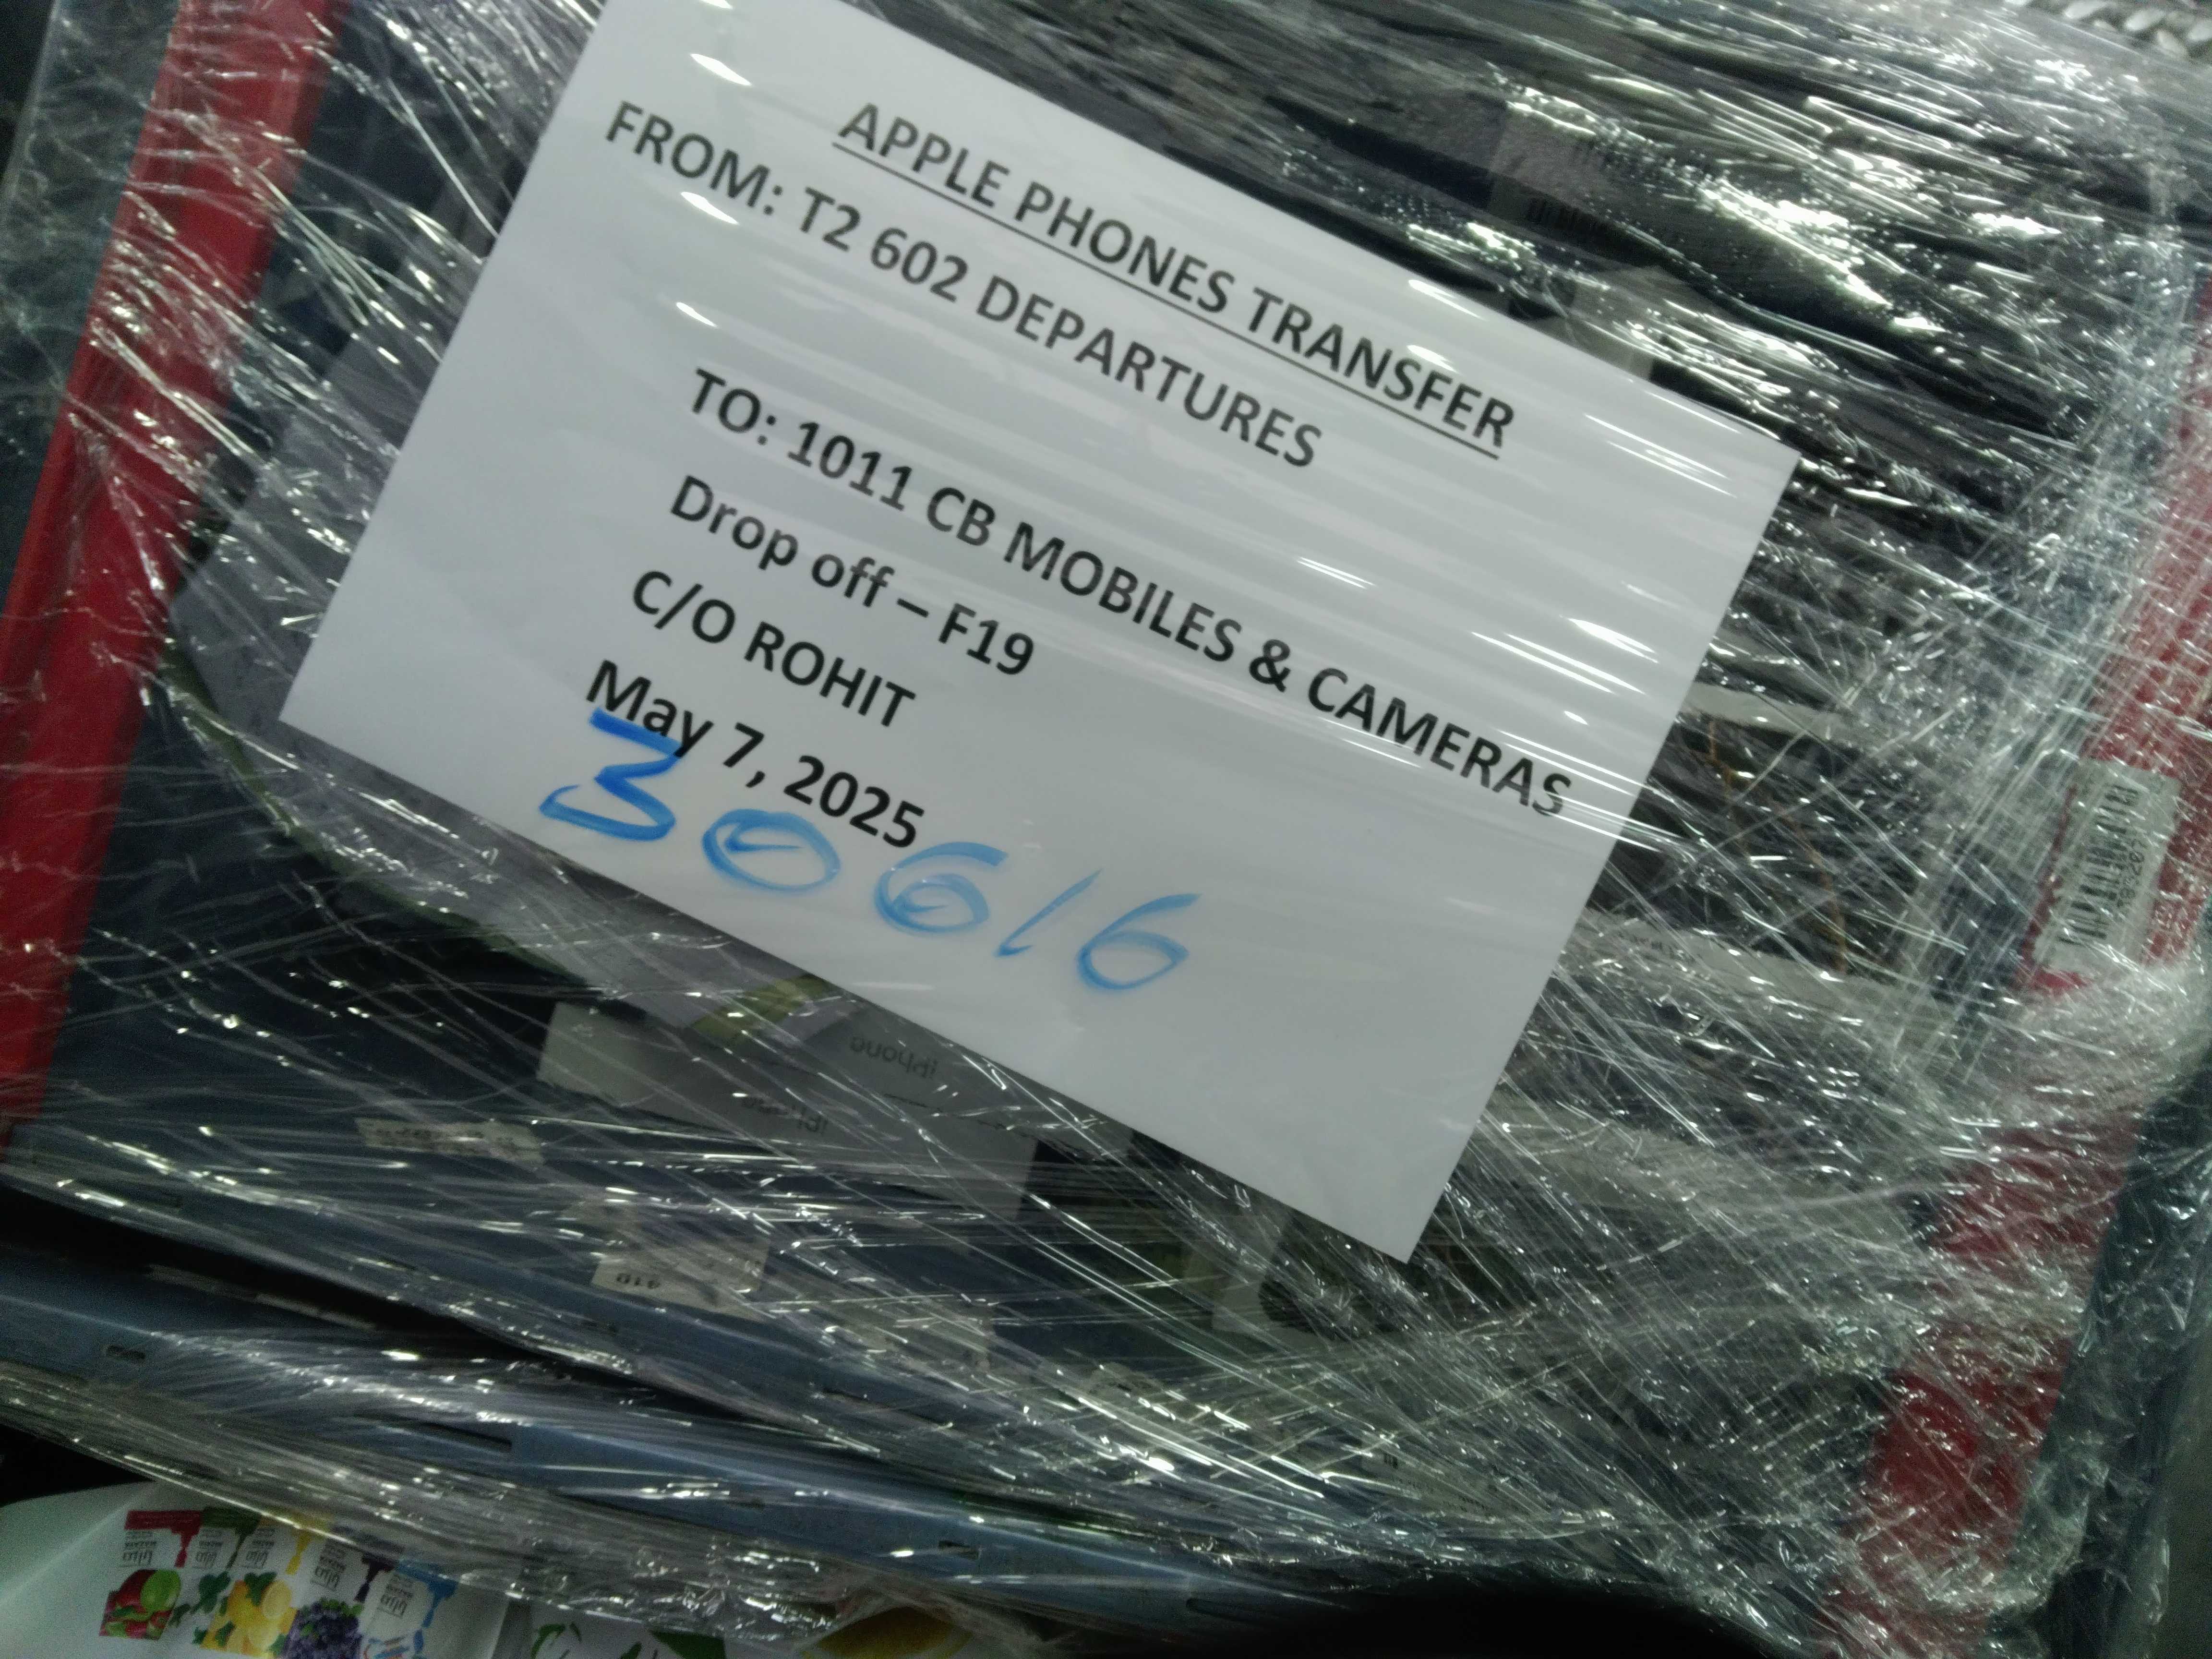 APPLE PHONES TRANSFER
FROM: T2 602 DEPARTURES
TO: 1011 CB MOBILES & CAMERAS
Drop off – F19
C/O ROHIT
May 7, 2025
30616
iPhone
iPhone